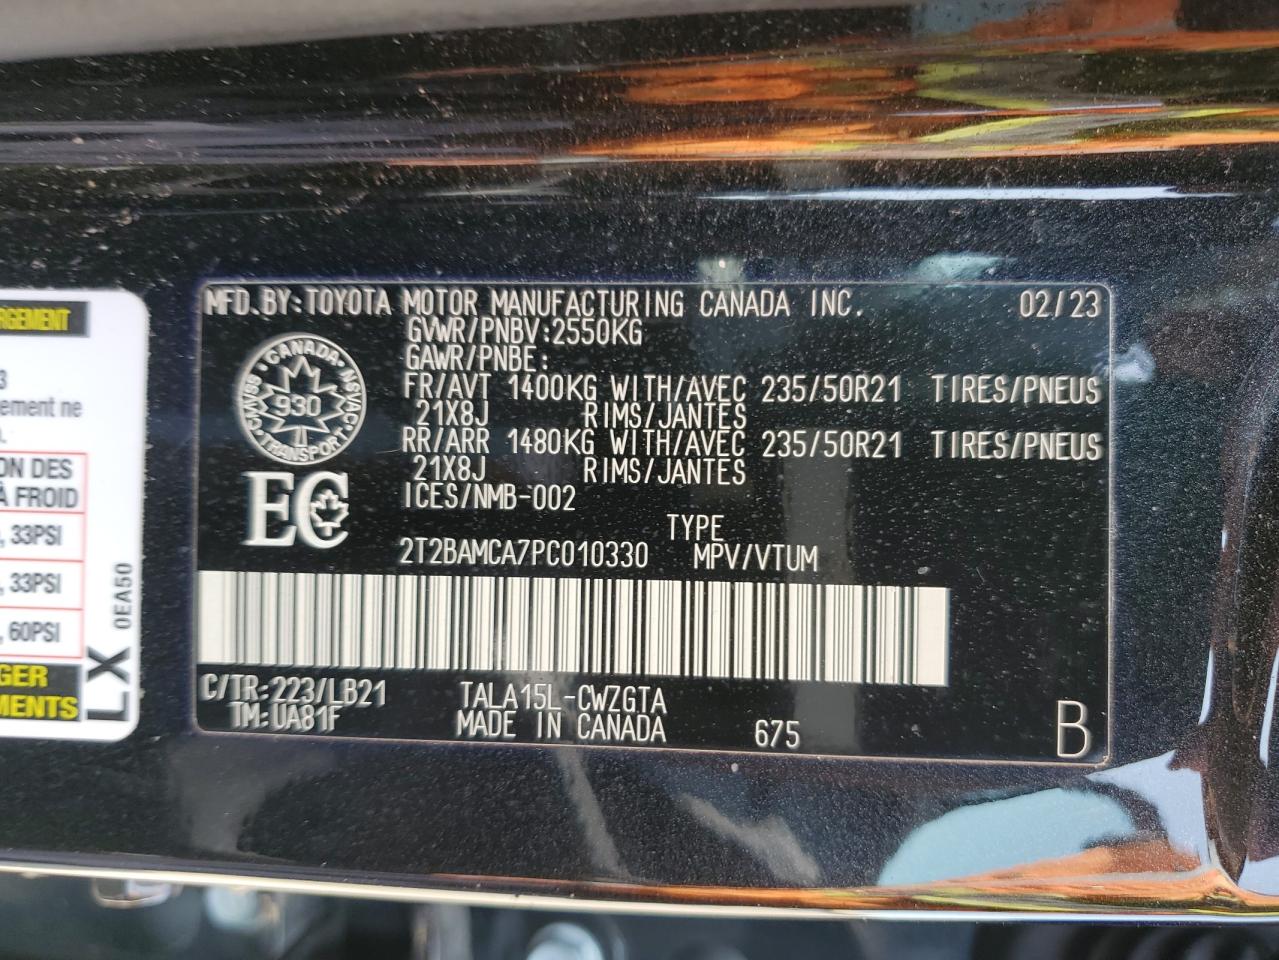 RGEMENT
3
ement ne
ON DES
À FROID
, 33PSI
, 33PSI
, 60PSI
GER
MENTS
LX 0EA50
MFD.BY:TOYOTA MOTOR MANUFACTURING CANADA INC. 02/23
GVWR/PNBV:2550KG
GAWR/PNBE:
FR/AVT 1400KG WITH/AVEC 235/50R21 TIRES/PNEUS
21X8J RIMS/JANTES
RR/ARR 1480KG WITH/AVEC 235/50R21 TIRES/PNEUS
21X8J RIMS/JANTES
ICES/NMB-002
CANADA
NSVAC
TRANSPORT
930
EC
TYPE
2T2BAMCA7PC010330 MPV/VTUM
C/TR:223/LB21 TALA15L-CWZGTA
TM:UA81F MADE IN CANADA 675 B